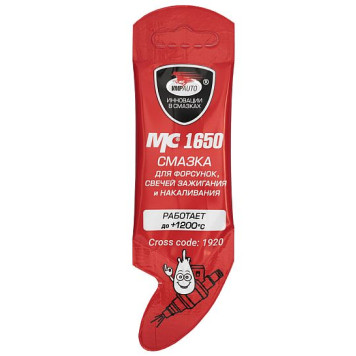 VMPAUTO
®
ИННОВАЦИИ
В СМАЗКАХ
МС 1650
СМАЗКА
ДЛЯ ФОРСУНОК,
СВЕЧЕЙ ЗАЖИГАНИЯ
И НАКАЛИВАНИЯ
РАБОТАЕТ
до +1200°С
Cross code: 1920